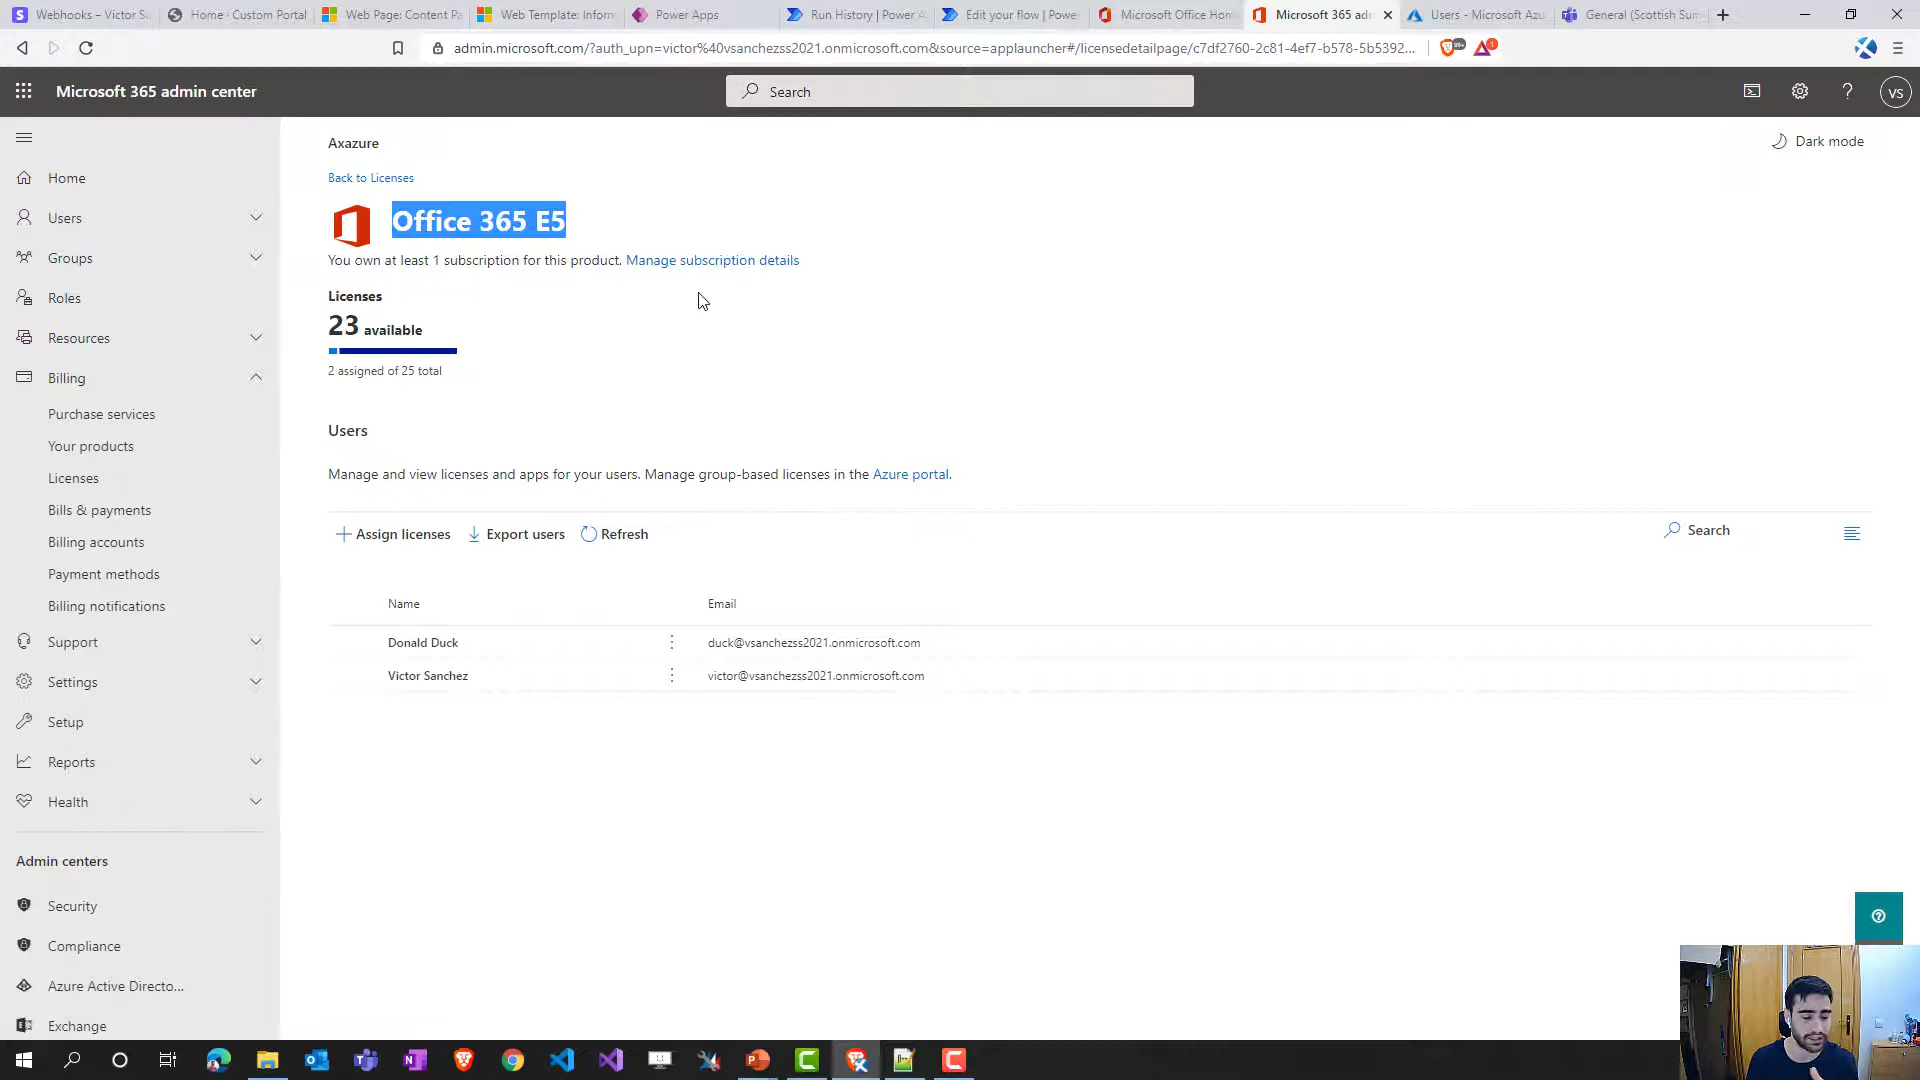 Webhooks – Victor S
Home · Custom Portal
Web Page: Content Pa
Web Template: Inform
Power Apps
Run History | Power A
Edit your flow | Powe
Microsoft Office Hom
Microsoft 365 adm
Users - Microsoft Azu
General (Scottish Sum
admin.microsoft.com/?auth_upn=victor%40vsanchezss2021.onmicrosoft.com&source=applauncher#/licensedetailpage/c7df2760-2c81-4ef7-b578-5b5392...
Microsoft 365 admin center
Search
VS
Home
Users
Groups
Roles
Resources
Billing
Purchase services
Your products
Licenses
Bills & payments
Billing accounts
Payment methods
Billing notifications
Support
Settings
Setup
Reports
Health
Admin centers
Security
Compliance
Azure Active Directo...
Exchange
Axazure
Dark mode
Back to Licenses
Office 365 E5
You own at least 1 subscription for this product. Manage subscription details
Licenses
23 available
2 assigned of 25 total
Users
Manage and view licenses and apps for your users. Manage group-based licenses in the Azure portal.
Assign licenses
Export users
Refresh
Search
Name
Email
Donald Duck
duck@vsanchezss2021.onmicrosoft.com
Victor Sanchez
victor@vsanchezss2021.onmicrosoft.com